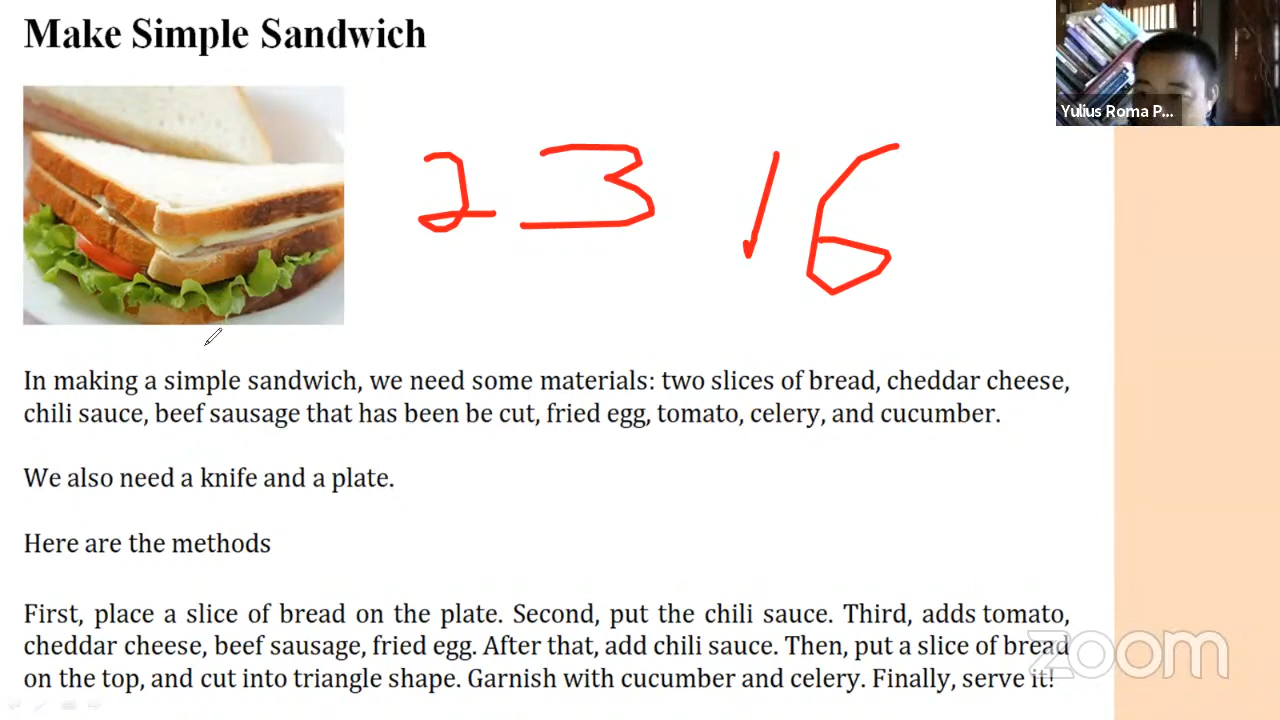 Make Simple Sandwich
Yulius Roma P...
2 3 16
In making a simple sandwich, we need some materials: two slices of bread, cheddar cheese,
chili sauce, beef sausage that has been be cut, fried egg, tomato, celery, and cucumber.
We also need a knife and a plate.
Here are the methods
First, place a slice of bread on the plate. Second, put the chili sauce. Third, adds tomato,
cheddar cheese, beef sausage, fried egg. After that, add chili sauce. Then, put a slice of bread
on the top, and cut into triangle shape. Garnish with cucumber and celery. Finally, serve it!
zoom